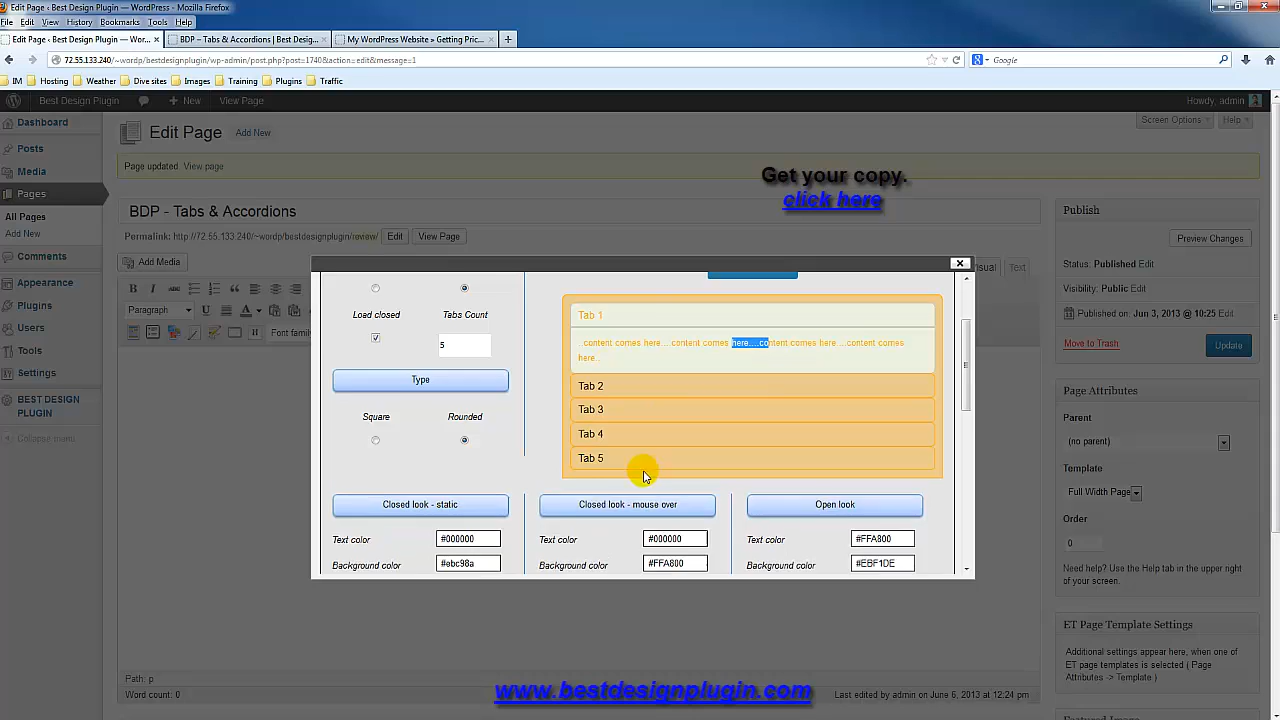 Edit Page ‹ Best Design Plugin — WordPress - Mozilla Firefox
File Edit View History Bookmarks Tools Help
Edit Page ‹ Best Design Plugin — Wor... × BDP – Tabs & Accordions | Best Desig... × My WordPress Website » Getting Pric... × +
72.55.133.240/~wordp/bestdesignplugin/wp-admin/post.php?post=1740&action=edit&message=1
Google
IM Hosting Weather Dive sites Images Training Plugins Traffic
Best Design Plugin + New View Page
Howdy, admin
Dashboard
Posts
Media
Pages
All Pages
Add New
Comments
Appearance
Plugins
Users
Tools
Settings
BEST DESIGN
PLUGIN
Collapse menu
Edit Page Add New
Screen Options Help
Page updated. View page
Get your copy.
click here
BDP - Tabs & Accordions
Permalink: http://72.55.133.240/~wordp/bestdesignplugin/review/ Edit View Page
Add Media
Text
B I ABC
Paragraph U
Font family
Load closed Tabs Count
5
Type
Square Rounded
Tab 1
..content comes here....content comes here....content comes here....content comes
here..
Tab 2
Tab 3
Tab 4
Tab 5
Closed look - static Closed look - mouse over Open look
Text color #000000 Text color #000000 Text color #FFA800
Background color #ebc98a Background color #FFA800 Background color #EBF1DE
Publish
Preview Changes
Status: Published Edit
Visibility: Public Edit
Published on: Jun 3, 2013 @ 10:25 Edit
Move to Trash Update
Page Attributes
Parent
(no parent)
Template
Full Width Page
Order
0
Need help? Use the Help tab in the upper right
of your screen.
ET Page Template Settings
Additional settings appear here, when one of
ET page templates is selected ( Page
Attributes -> Template )
Path: p
Word count: 0
www.bestdesignplugin.com
Last edited by admin on June 6, 2013 at 12:24 pm